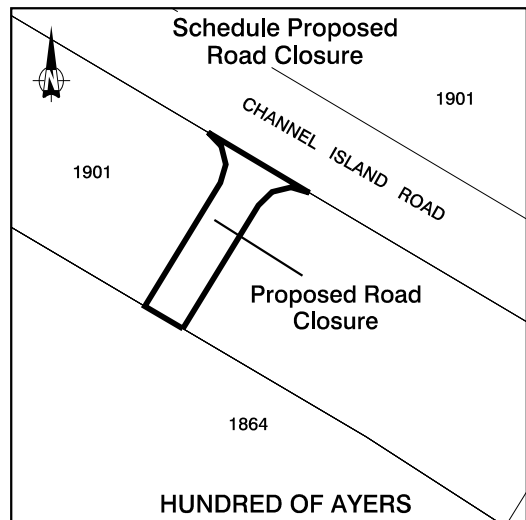 Schedule Proposed
Road Closure
N
1901
CHANNEL ISLAND ROAD
1901
Proposed Road
Closure
1864
HUNDRED OF AYERS